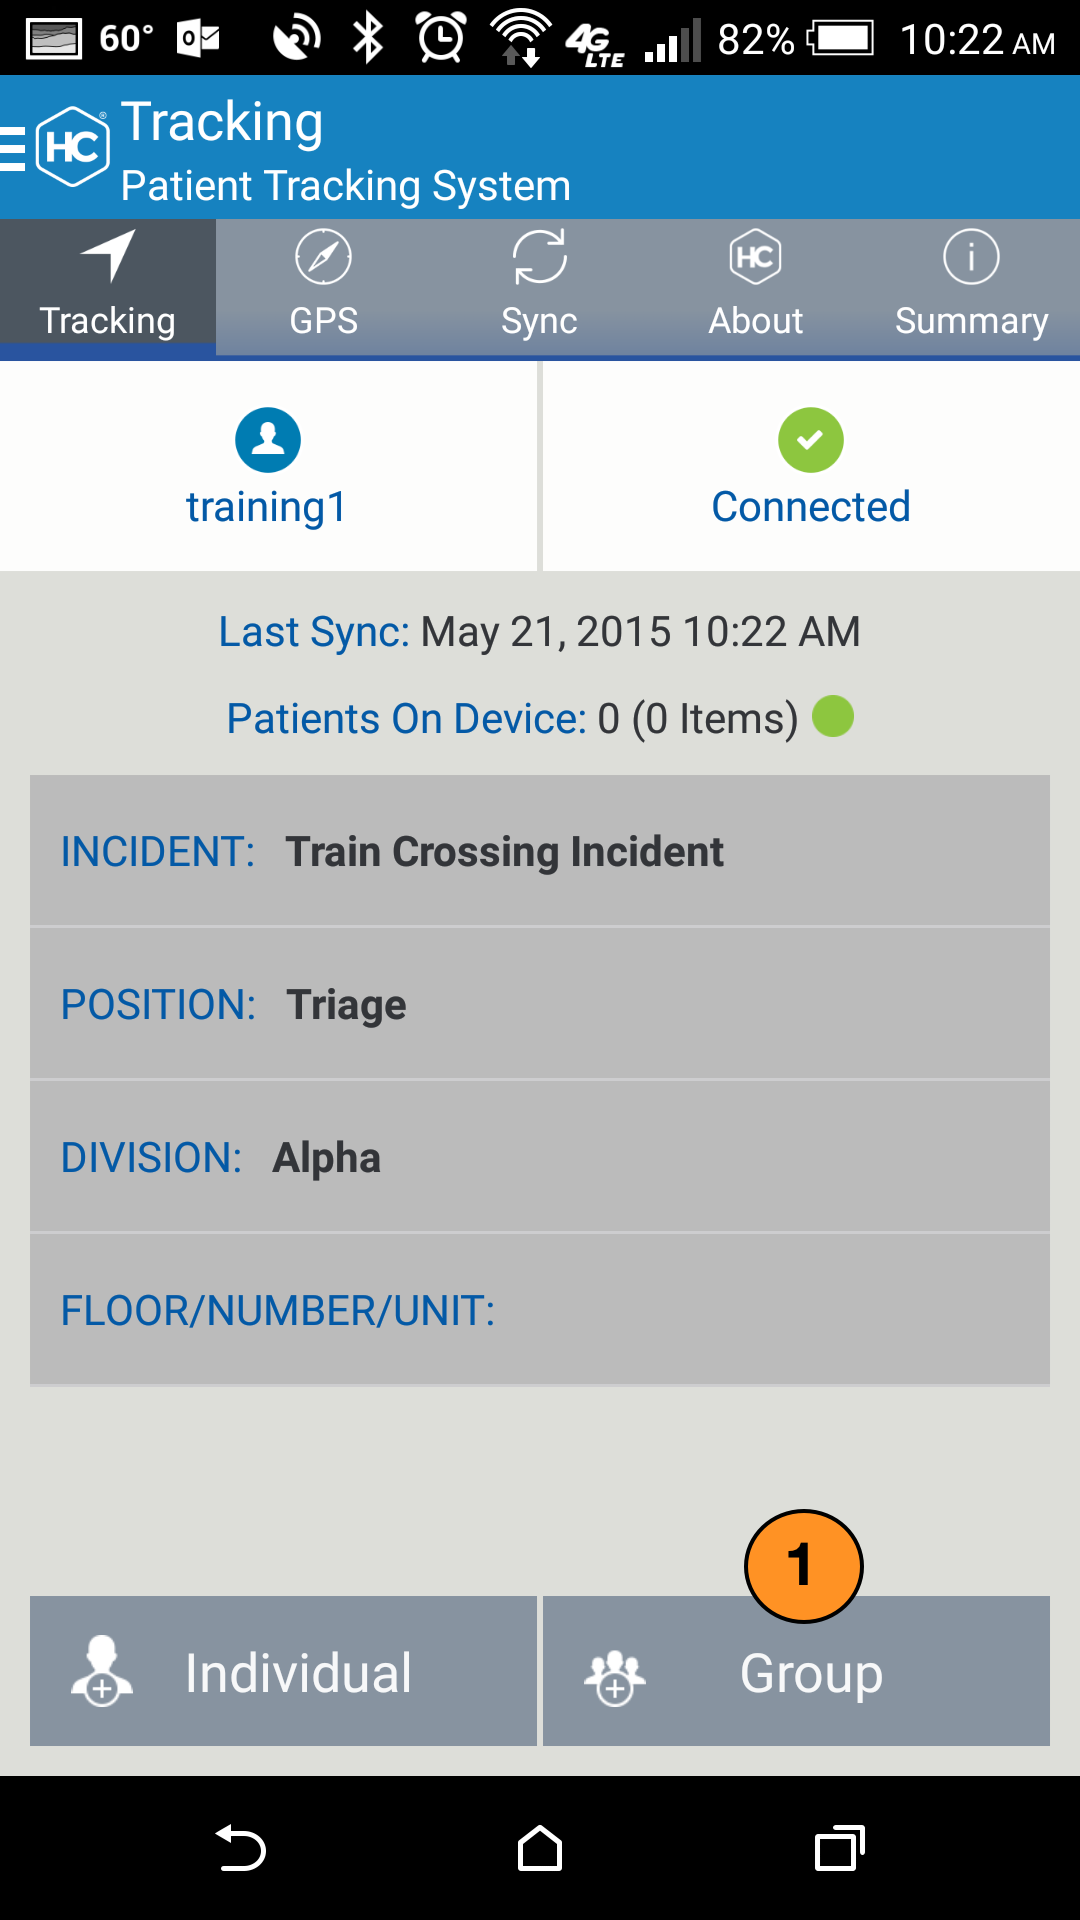 60° 4G LTE 82% 10:22 AM
HC® Tracking
Patient Tracking System
Tracking GPS Sync About Summary
training1 Connected
Last Sync: May 21, 2015 10:22 AM
Patients On Device: 0 (0 Items)
INCIDENT: Train Crossing Incident
POSITION: Triage
DIVISION: Alpha
FLOOR/NUMBER/UNIT:
1
Individual Group